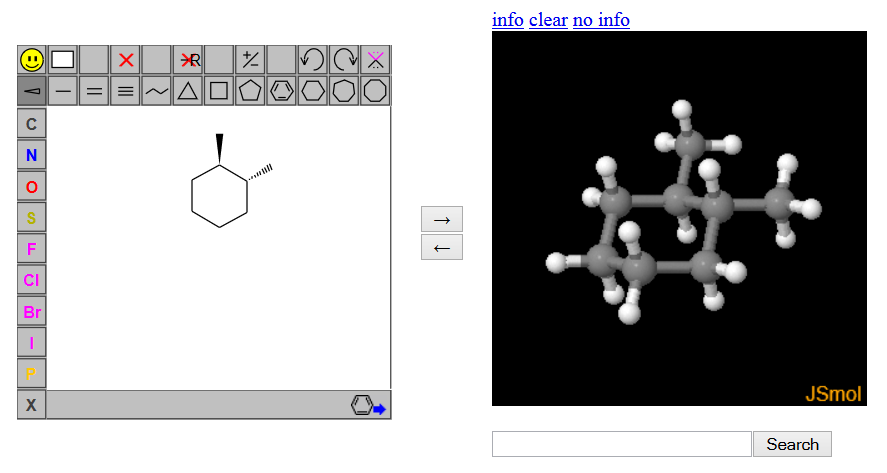 info clear no info
R
+/-
C
N
O
S
F
Cl
Br
I
P
X
→
←
JSmol
Search